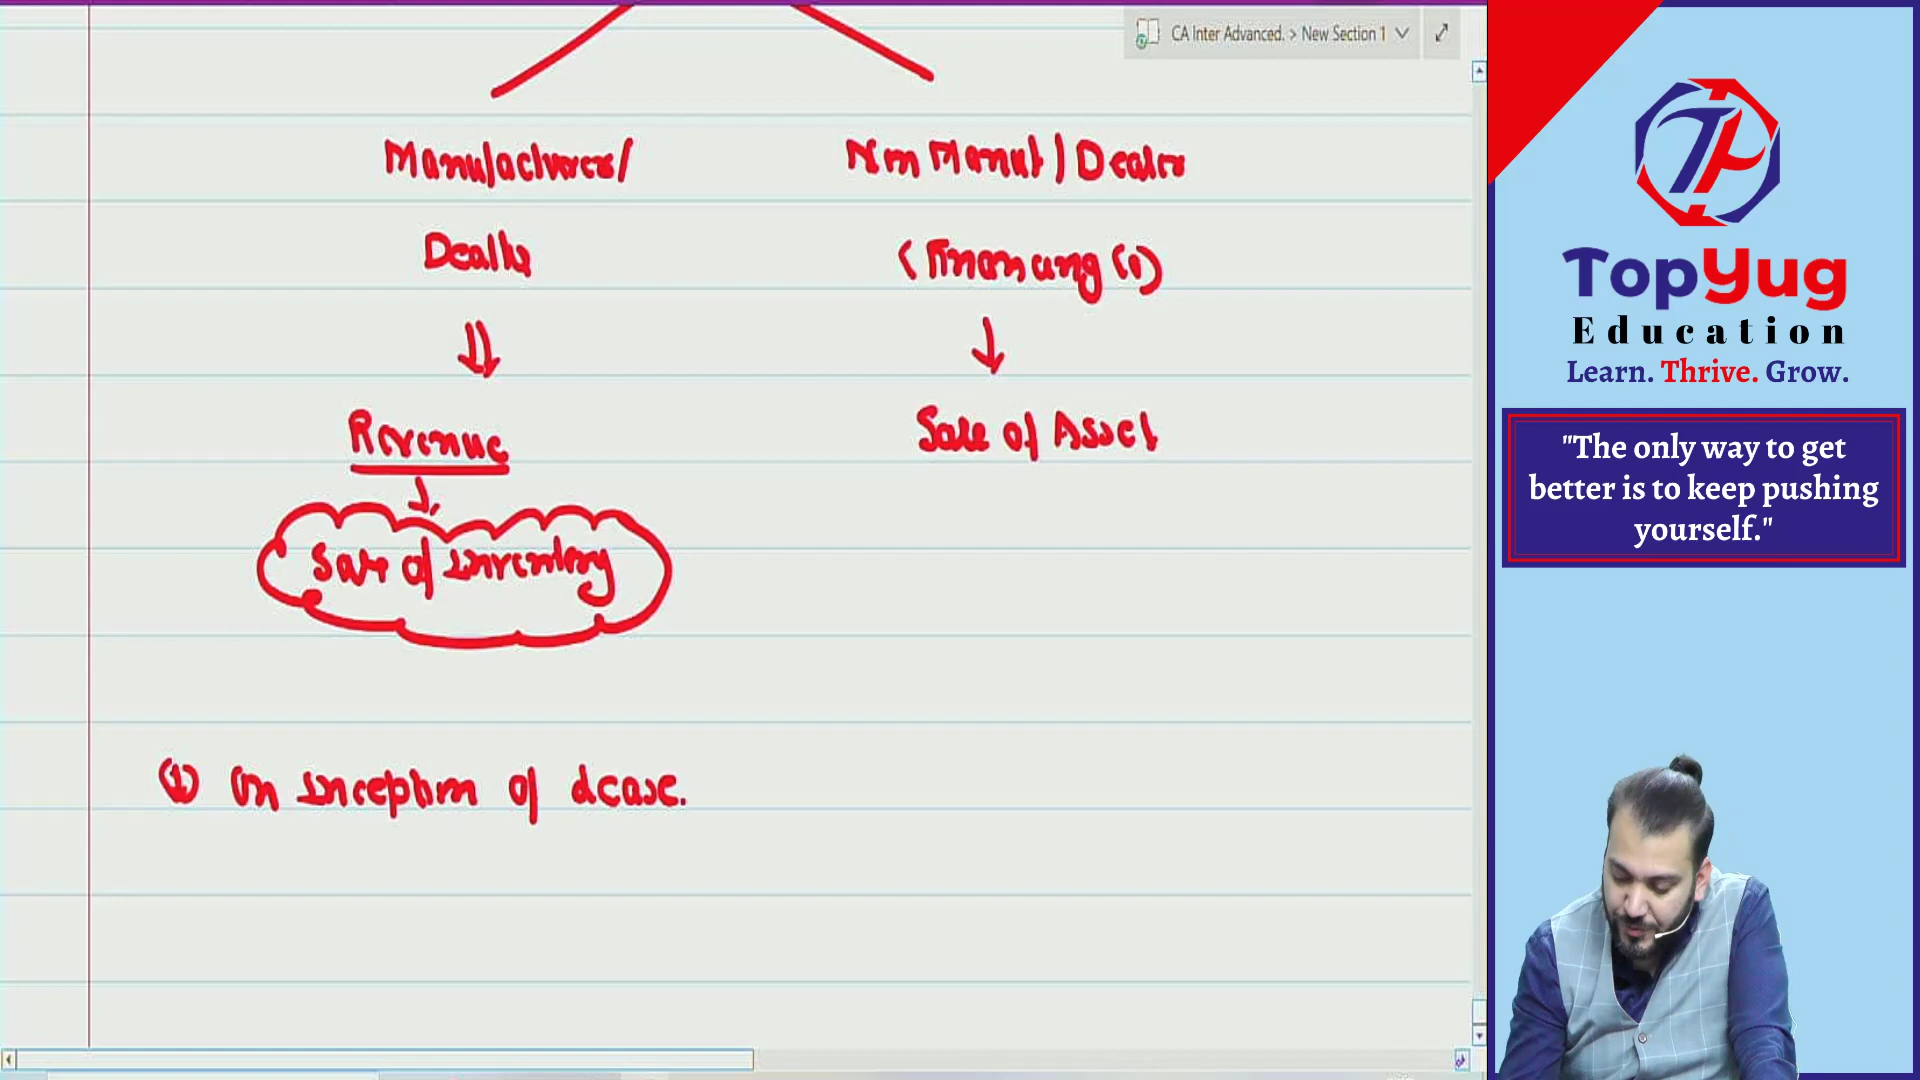 CA Inter Advanced. > New Section 1
Manufacturer/
Dealer
Non Manuf / Dealer
(Financing Co)
Revenue
Sale of Asset
Sale of inventory
(1) On inception of lease.
TopYug
Education
Learn. Thrive. Grow.
"The only way to get
better is to keep pushing
yourself."